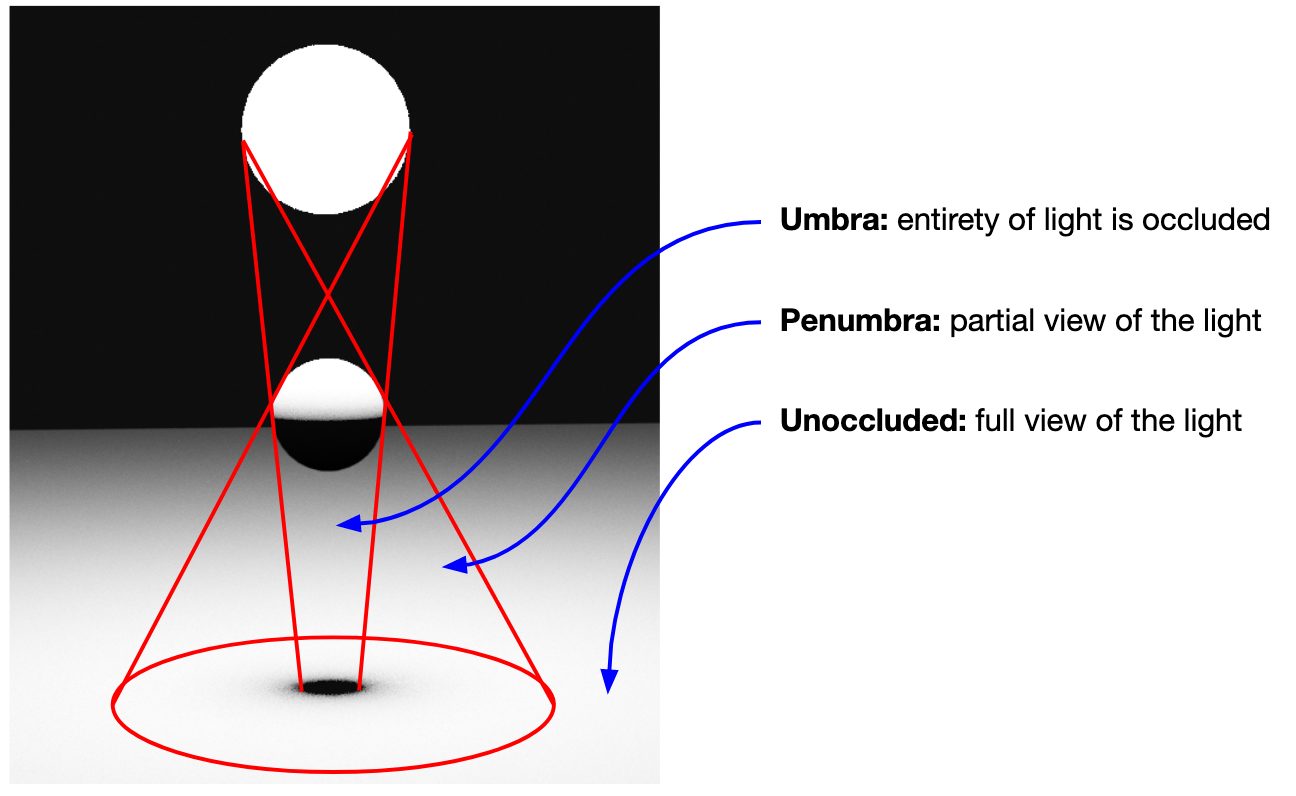 Umbra: entirety of light is occluded
Penumbra: partial view of the light
Unoccluded: full view of the light